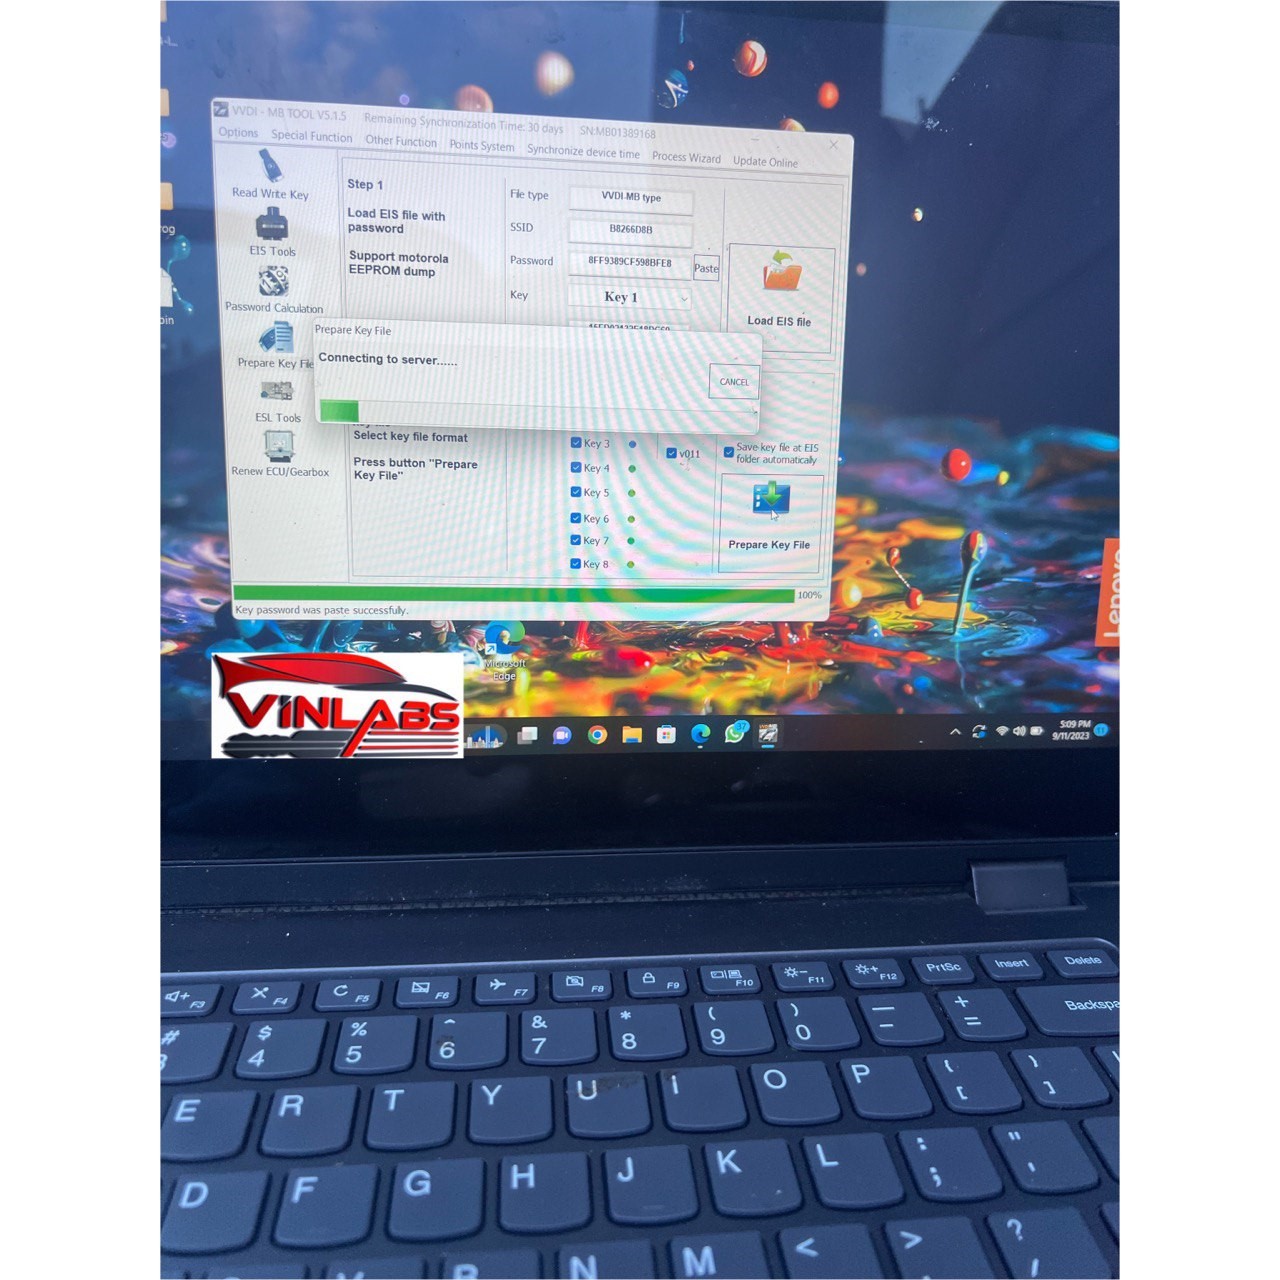 VVDI - MB TOOL V5.1.5 Remaining Synchronization Time: 30 days SN:MB01389168
Options Special Function Other Function Points System Synchronize device time Process Wizard Update Online
Read Write Key
EIS Tools
Password Calculation
Prepare Key File
ESL Tools
Renew ECU/Gearbox
Step 1
Load EIS file with
password
Support motorola
EEPROM dump
File type VVDI-MB type
SSID B8266D8B
Password 8FF9389CF598BFE8 Paste
Key Key 1
Load EIS file
Prepare Key File
Connecting to server......
CANCEL
Select key file format
Press button "Prepare
Key File"
Key 3
Key 4
Key 5
Key 6
Key 7
Key 8
v011
Save key file at EIS
folder automatically
Prepare Key File
100%
Key password was paste successfully.
Microsoft
Edge
VINLABS
37
5:09 PM
9/11/2023
Lenovo
F3 F4 F5 F6 F7 F8 F9 F10 F11 F12 PrtSc Insert Delete
# $ % ^ & * ( ) — +
3 4 5 6 7 8 9 0 - = Backspa
E R T Y U I O P { [ } ]
D F G H J K L : ; " '
N M < > ?